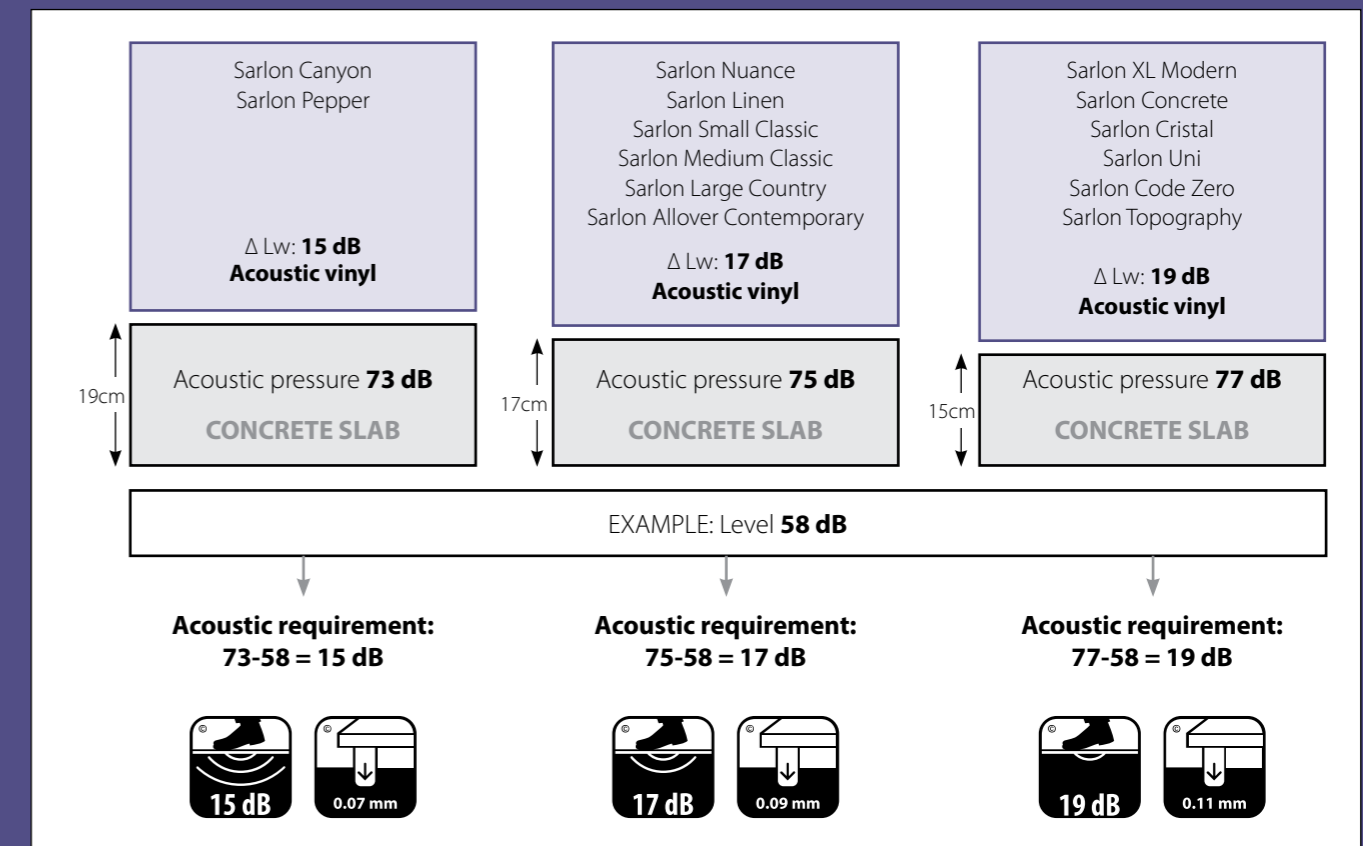 Sarlon Canyon
Sarlon Pepper
Δ Lw: 15 dB
Acoustic vinyl
19cm
Acoustic pressure 73 dB
CONCRETE SLAB
Sarlon Nuance
Sarlon Linen
Sarlon Small Classic
Sarlon Medium Classic
Sarlon Large Country
Sarlon Allover Contemporary
Δ Lw: 17 dB
Acoustic vinyl
17cm
Acoustic pressure 75 dB
CONCRETE SLAB
Sarlon XL Modern
Sarlon Concrete
Sarlon Cristal
Sarlon Uni
Sarlon Code Zero
Sarlon Topography
Δ Lw: 19 dB
Acoustic vinyl
15cm
Acoustic pressure 77 dB
CONCRETE SLAB
EXAMPLE: Level 58 dB
Acoustic requirement:
73-58 = 15 dB
©
15 dB
©
0.07 mm
Acoustic requirement:
75-58 = 17 dB
©
17 dB
©
0.09 mm
Acoustic requirement:
77-58 = 19 dB
©
19 dB
©
0.11 mm